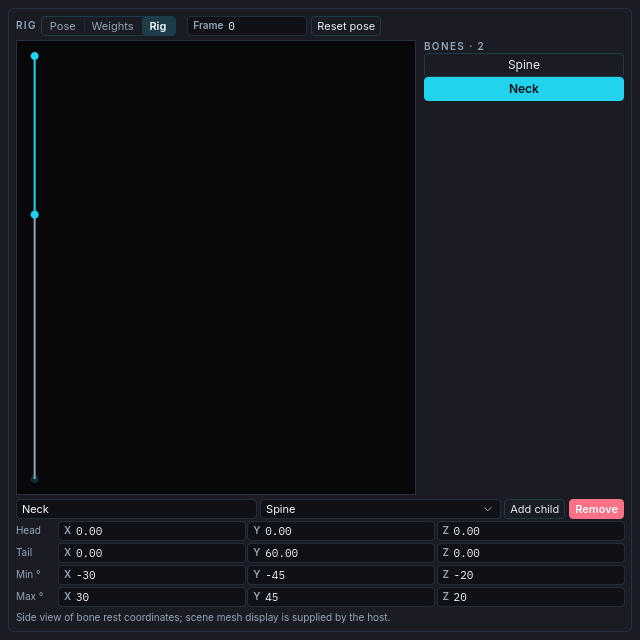 RIG Pose Weights Rig Frame 0 Reset pose
BONES · 2
Spine
Neck
Neck Spine Add child Remove
Head X 0.00 Y 0.00 Z 0.00
Tail X 0.00 Y 60.00 Z 0.00
Min ° X -30 Y -45 Z -20
Max ° X 30 Y 45 Z 20
Side view of bone rest coordinates; scene mesh display is supplied by the host.